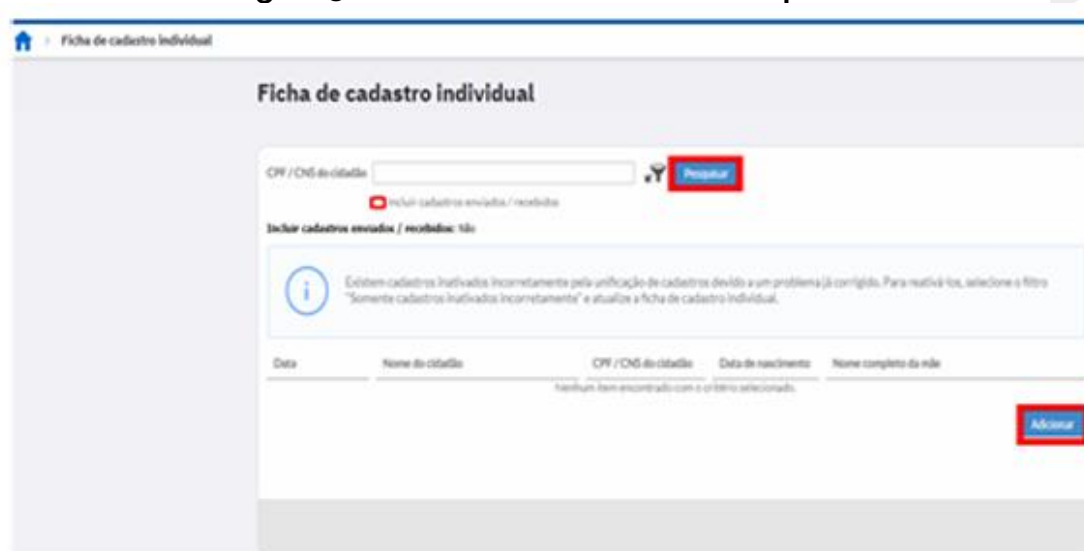 Ficha de cadastro individual
Ficha de cadastro individual
CPF / CNS do cidadão
Pesquisar
Incluir cadastros enviados / recebidos
Incluir cadastros enviados / recebidos: Não
Existem cadastros inativados incorretamente pela unificação de cadastros devido a um problema já corrigido. Para reativá-los, selecione o filtro
"Somente cadastros inativados incorretamente" e atualize a ficha de cadastro individual.
Data Nome do cidadão CPF / CNS do cidadão Data de nascimento Nome completo da mãe
Nenhum item encontrado com o critério selecionado.
Adicionar